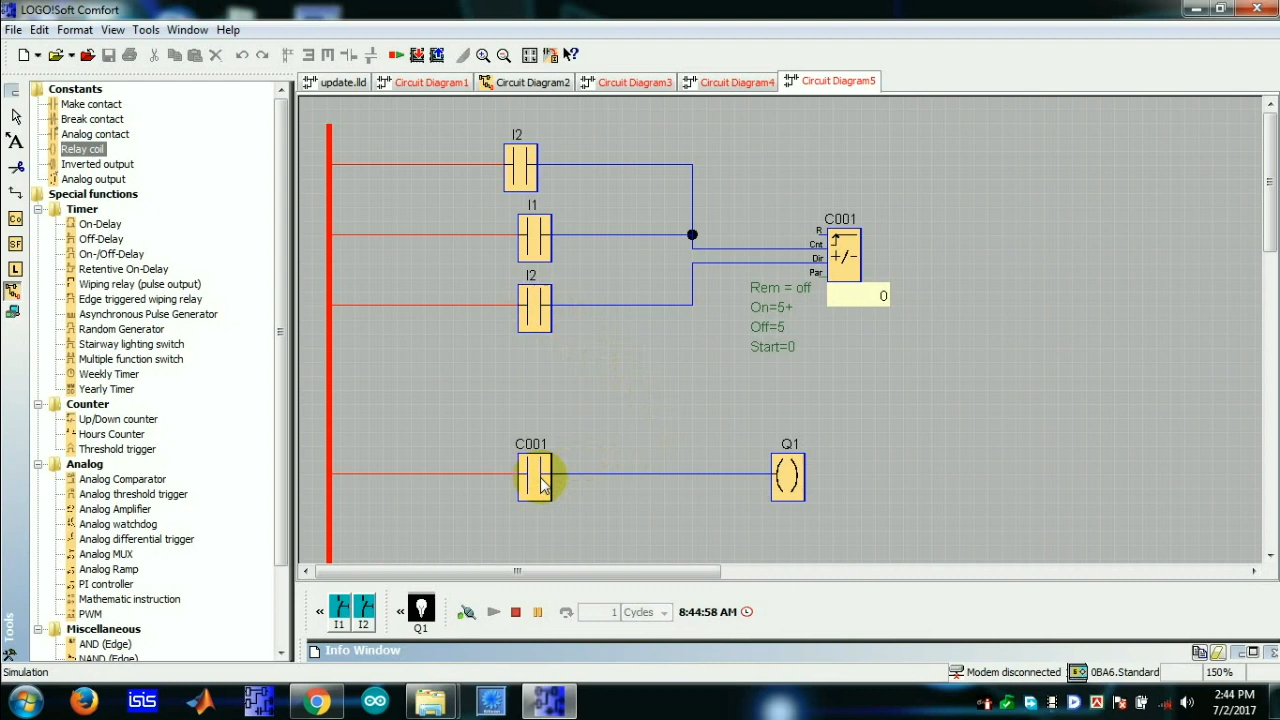 LOGO!Soft Comfort
File Edit Format View Tools Window Help
update.lld Circuit Diagram1 Circuit Diagram2 Circuit Diagram3 Circuit Diagram4 Circuit Diagram5
Constants
Make contact
Break contact
Analog contact
Relay coil
Inverted output
Analog output
Special functions
Timer
On-Delay
Off-Delay
On-/Off-Delay
Retentive On-Delay
Wiping relay (pulse output)
Edge triggered wiping relay
Asynchronous Pulse Generator
Random Generator
Stairway lighting switch
Multiple function switch
Weekly Timer
Yearly Timer
Counter
Up/Down counter
Hours Counter
Threshold trigger
Analog
Analog Comparator
Analog threshold trigger
Analog Amplifier
Analog watchdog
Analog differential trigger
Analog MUX
Analog Ramp
PI controller
Mathematic instruction
PWM
Miscellaneous
AND (Edge)
NAND (Edge)
Co
SF
L
Tools
I2
I1
I2
C001
R
Cnt
Dir
Par
+/-
0
Rem = off
On=5+
Off=5
Start=0
C001
Q1
« I1 I2 « Q1 1 Cycles 8:44:58 AM
Info Window
Simulation Modem disconnected 0BA6.Standard 150%
isis
2:44 PM
7/2/2017